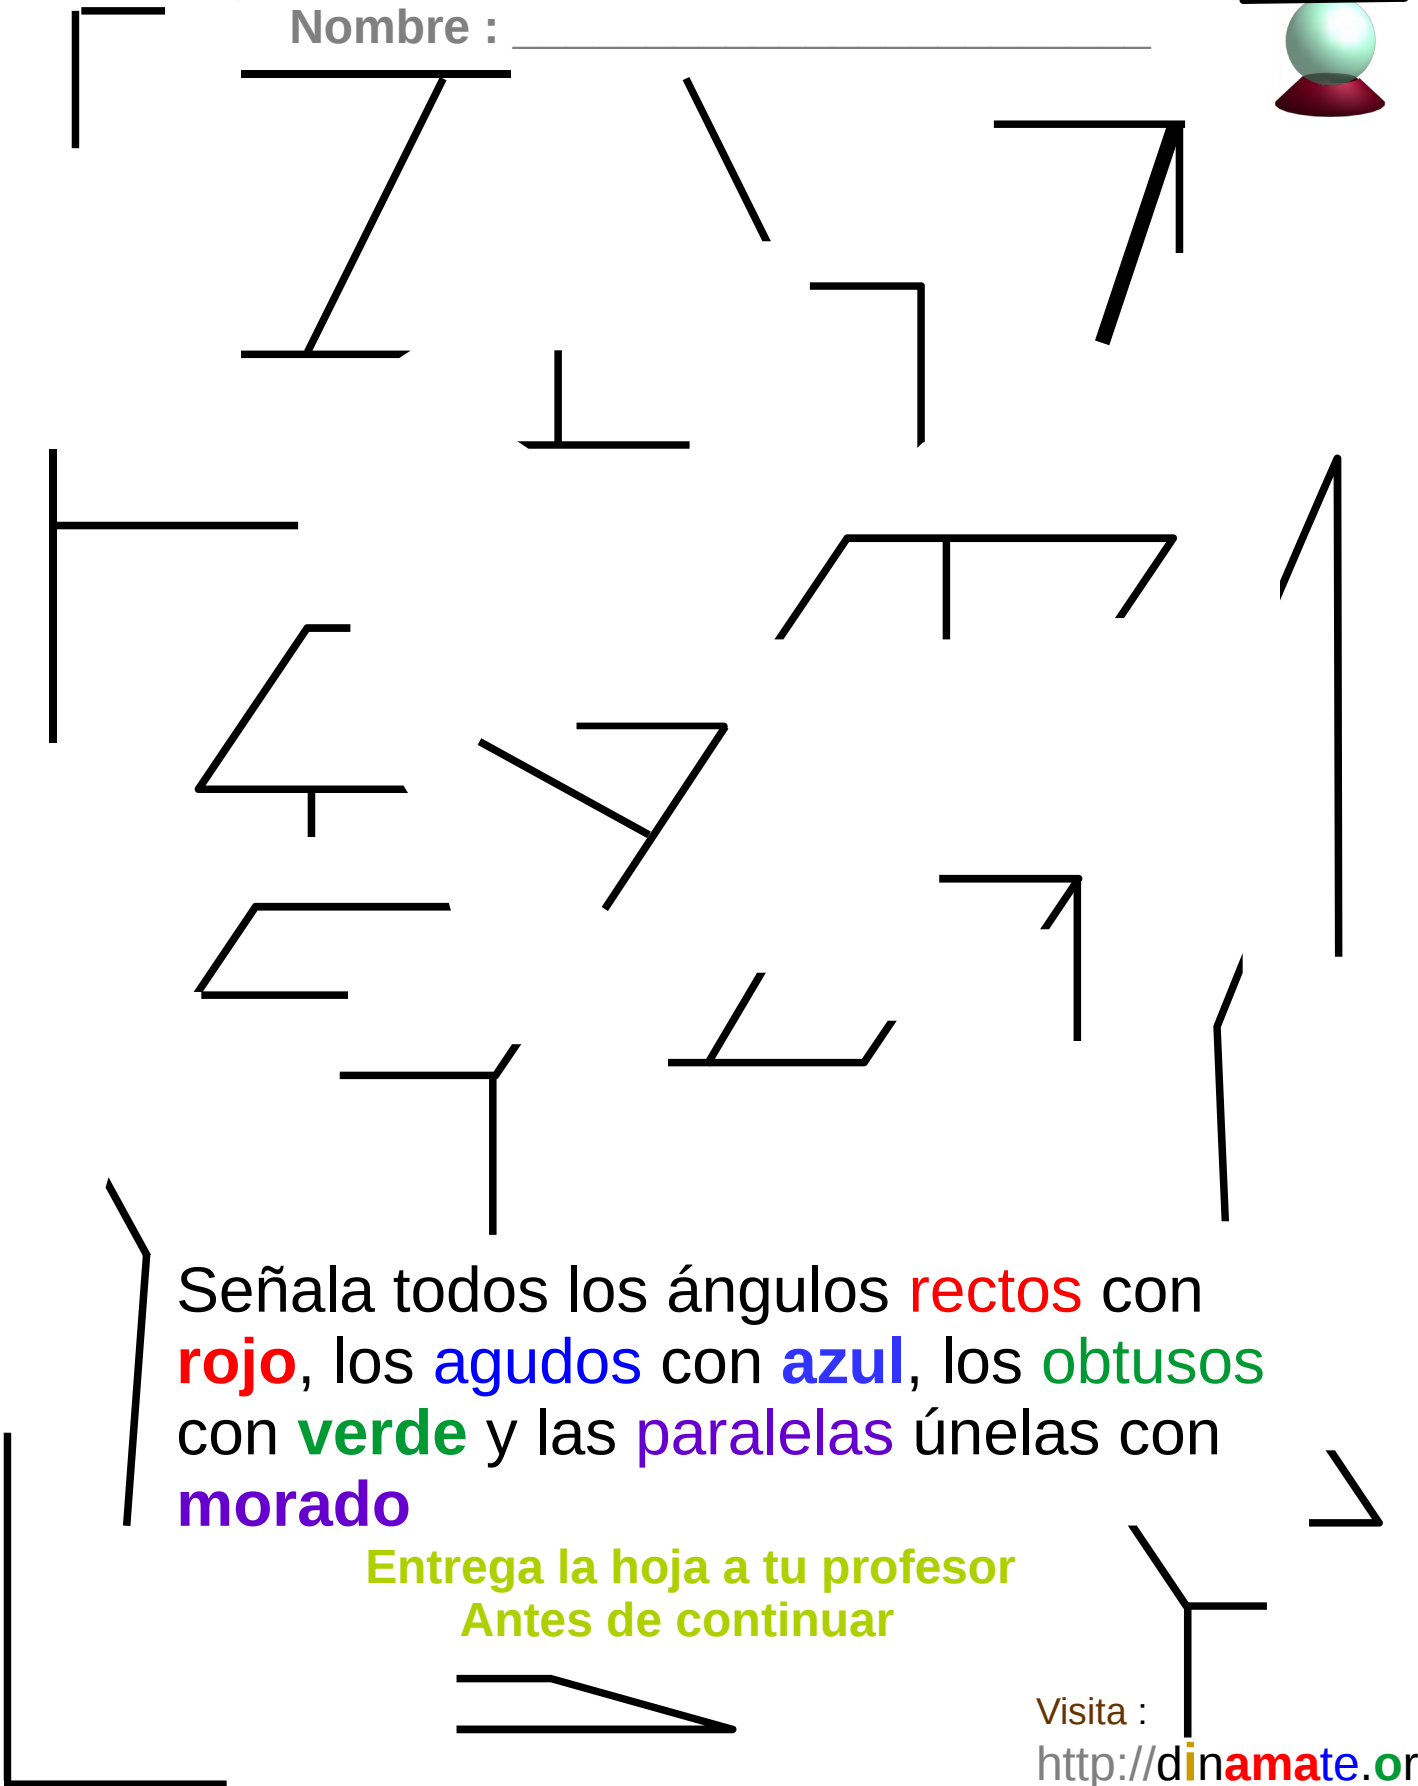 Nombre : ___________________________
Señala todos los ángulos rectos con
rojo, los agudos con azul, los obtusos
con verde y las paralelas únelas con
morado
Entrega la hoja a tu profesor
Antes de continuar
Visita :
http://dinamate.or